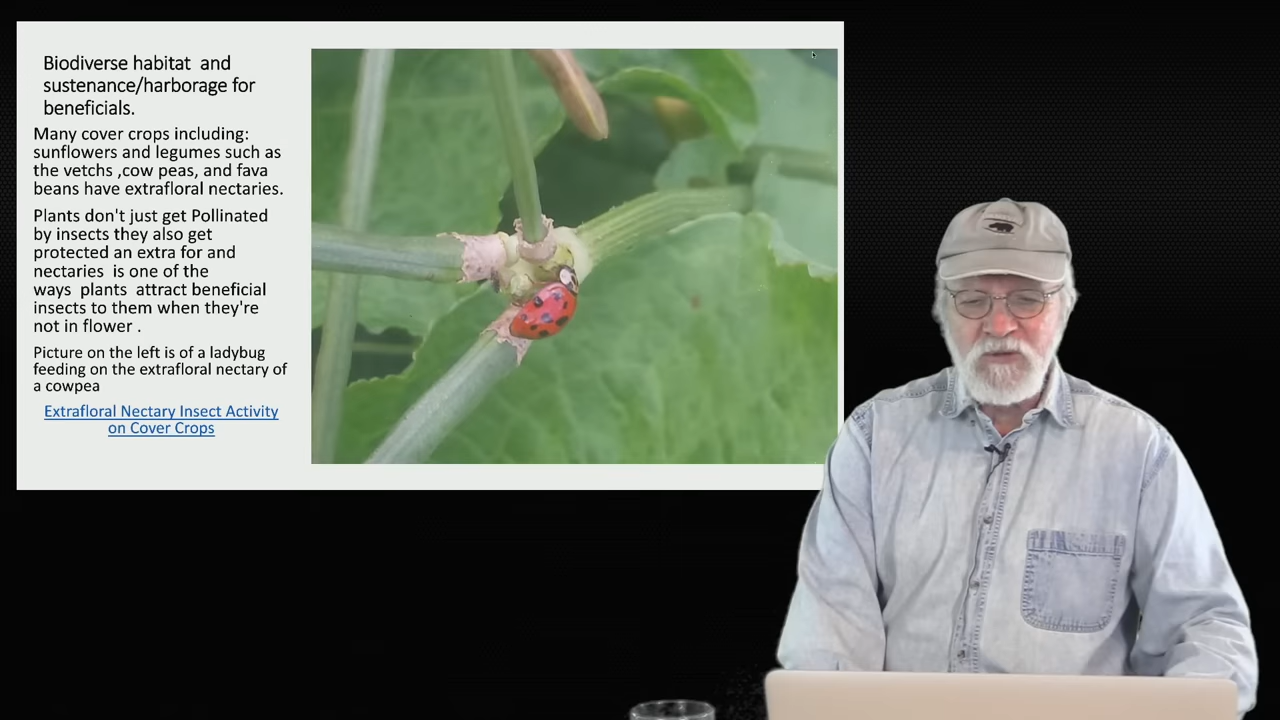 Biodiverse habitat  and
sustenance/harborage for
beneficials.
Many cover crops including:
sunflowers and legumes such as
the vetchs ,cow peas, and fava
beans have extrafloral nectaries.
Plants don't just get Pollinated
by insects they also get
protected an extra for and
nectaries  is one of the
ways  plants  attract beneficial
insects to them when they're
not in flower .
Picture on the left is of a ladybug
feeding on the extrafloral nectary of
a cowpea
Extrafloral Nectary Insect Activity
on Cover Crops